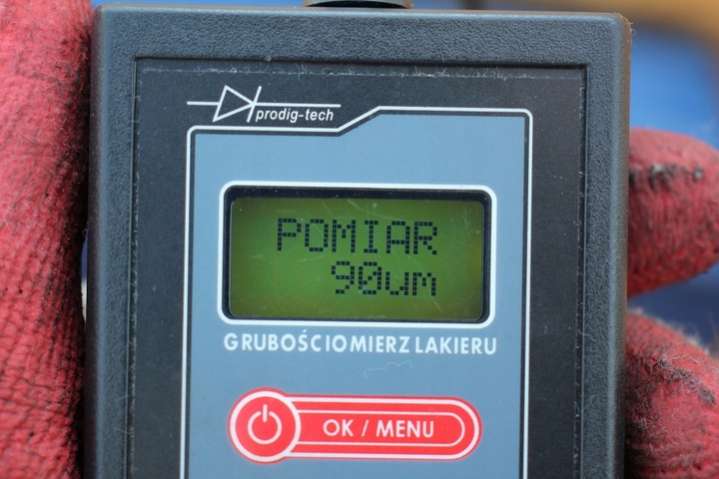 prodig-tech
POMIAR
90um
GRUBOŚCIOMIERZ LAKIERU
OK / MENU